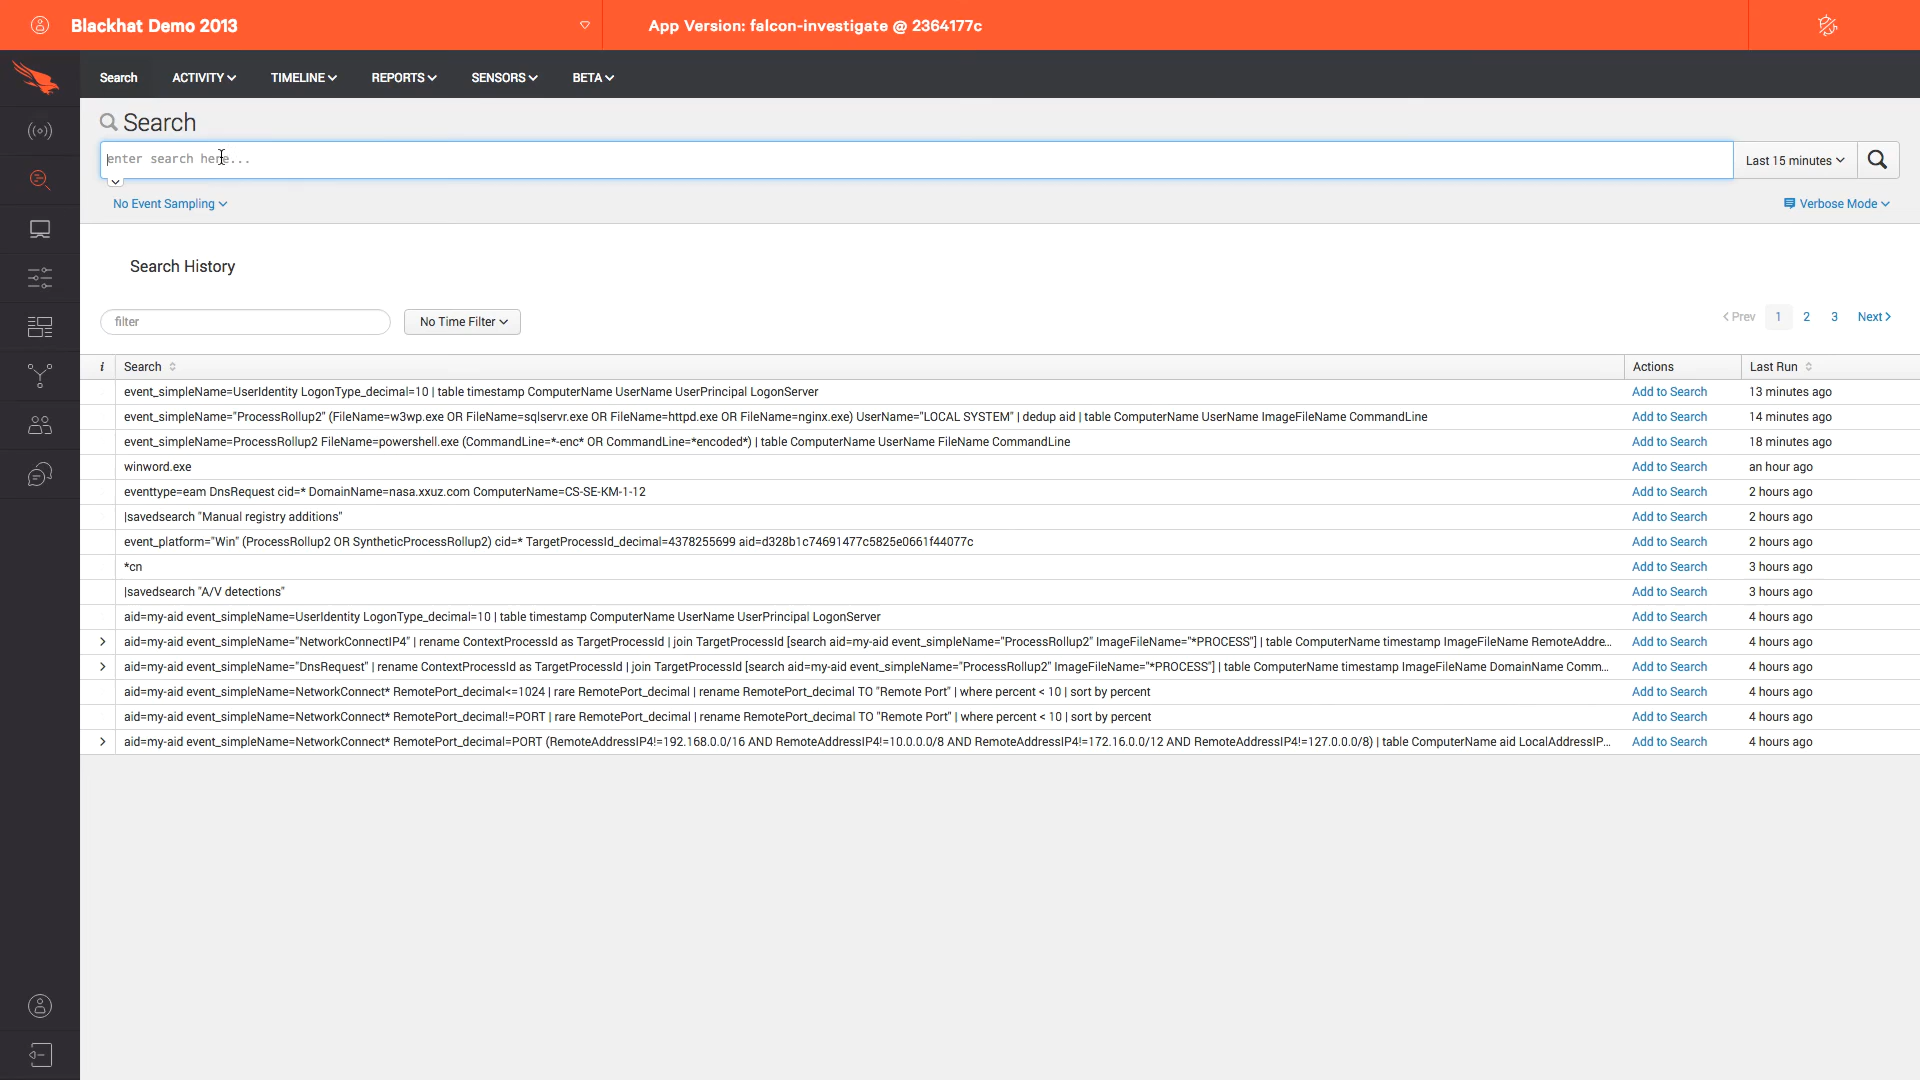 Blackhat Demo 2013
App Version: falcon-investigate @ 2364177c
Search ACTIVITY TIMELINE REPORTS SENSORS BETA
Search
enter search here...
Last 15 minutes
No Event Sampling
Verbose Mode
Search History
filter
No Time Filter
Prev 1 2 3 Next
i Search Actions Last Run
event_simpleName=UserIdentity LogonType_decimal=10 | table timestamp ComputerName UserName UserPrincipal LogonServer Add to Search 13 minutes ago
event_simpleName="ProcessRollup2" (FileName=w3wp.exe OR FileName=sqlservr.exe OR FileName=httpd.exe OR FileName=nginx.exe) UserName="LOCAL SYSTEM" | dedup aid | table ComputerName UserName ImageFileName CommandLine Add to Search 14 minutes ago
event_simpleName=ProcessRollup2 FileName=powershell.exe (CommandLine=*-enc* OR CommandLine=*encoded*) | table ComputerName UserName FileName CommandLine Add to Search 18 minutes ago
winword.exe Add to Search an hour ago
eventtype=eam DnsRequest cid=* DomainName=nasa.xxuz.com ComputerName=CS-SE-KM-1-12 Add to Search 2 hours ago
|savedsearch "Manual registry additions" Add to Search 2 hours ago
event_platform="Win" (ProcessRollup2 OR SyntheticProcessRollup2) cid=* TargetProcessId_decimal=4378255699 aid=d328b1c74691477c5825e0661f44077c Add to Search 2 hours ago
*cn Add to Search 3 hours ago
|savedsearch "A/V detections" Add to Search 3 hours ago
aid=my-aid event_simpleName=UserIdentity LogonType_decimal=10 | table timestamp ComputerName UserName UserPrincipal LogonServer Add to Search 4 hours ago
aid=my-aid event_simpleName="NetworkConnectIP4" | rename ContextProcessId as TargetProcessId | join TargetProcessId [search aid=my-aid event_simpleName="ProcessRollup2" ImageFileName="*PROCESS"] | table ComputerName timestamp ImageFileName RemoteAddre... Add to Search 4 hours ago
aid=my-aid event_simpleName="DnsRequest" | rename ContextProcessId as TargetProcessId | join TargetProcessId [search aid=my-aid event_simpleName="ProcessRollup2" ImageFileName="*PROCESS"] | table ComputerName timestamp ImageFileName DomainName Comm... Add to Search 4 hours ago
aid=my-aid event_simpleName=NetworkConnect* RemotePort_decimal<=1024 | rare RemotePort_decimal | rename RemotePort_decimal TO "Remote Port" | where percent < 10 | sort by percent Add to Search 4 hours ago
aid=my-aid event_simpleName=NetworkConnect* RemotePort_decimal!=PORT | rare RemotePort_decimal | rename RemotePort_decimal TO "Remote Port" | where percent < 10 | sort by percent Add to Search 4 hours ago
aid=my-aid event_simpleName=NetworkConnect* RemotePort_decimal=PORT (RemoteAddressIP4!=192.168.0.0/16 AND RemoteAddressIP4!=10.0.0.0/8 AND RemoteAddressIP4!=172.16.0.0/12 AND RemoteAddressIP4!=127.0.0.0/8) | table ComputerName aid LocalAddressIP... Add to Search 4 hours ago